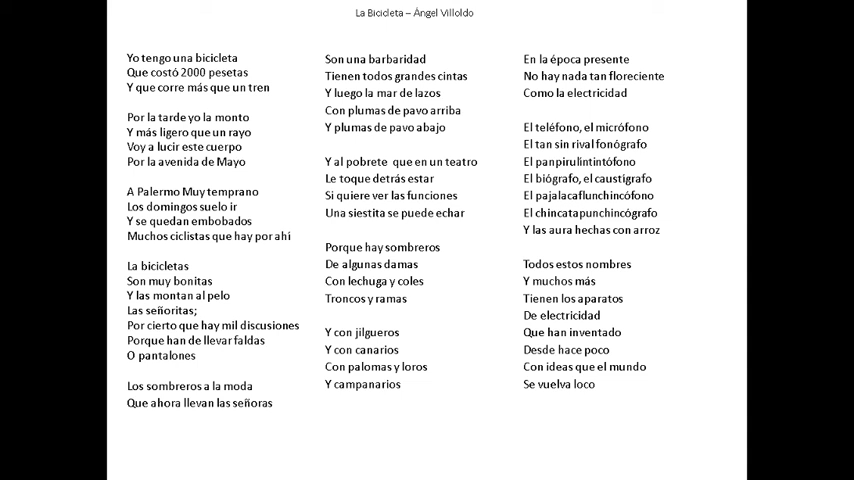 La Bicicleta – Ángel Villoldo
Yo tengo una bicicleta
Que costó 2000 pesetas
Y que corre más que un tren
Por la tarde yo la monto
Y más ligero que un rayo
Voy a lucir este cuerpo
Por la avenida de Mayo
A Palermo Muy temprano
Los domingos suelo ir
Y se quedan embobados
Muchos ciclistas que hay por ahí
La bicicletas
Son muy bonitas
Y las montan al pelo
Las señoritas;
Por cierto que hay mil discusiones
Porque han de llevar faldas
O pantalones
Los sombreros a la moda
Que ahora llevan las señoras
Son una barbaridad
Tienen todos grandes cintas
Y luego la mar de lazos
Con plumas de pavo arriba
Y plumas de pavo abajo
Y al pobrete que en un teatro
Le toque detrás estar
Si quiere ver las funciones
Una siestita se puede echar
Porque hay sombreros
De algunas damas
Con lechuga y coles
Troncos y ramas
Y con jilgueros
Y con canarios
Con palomas y loros
Y campanarios
En la época presente
No hay nada tan floreciente
Como la electricidad
El teléfono, el micrófono
El tan sin rival fonógrafo
El panpirulintintófono
El biógrafo, el caustígrafo
El pajalacaflunchincófono
El chincatapunchincógrafo
Y las aura hechas con arroz
Todos estos nombres
Y muchos más
Tienen los aparatos
De electricidad
Que han inventado
Desde hace poco
Con ideas que el mundo
Se vuelva loco